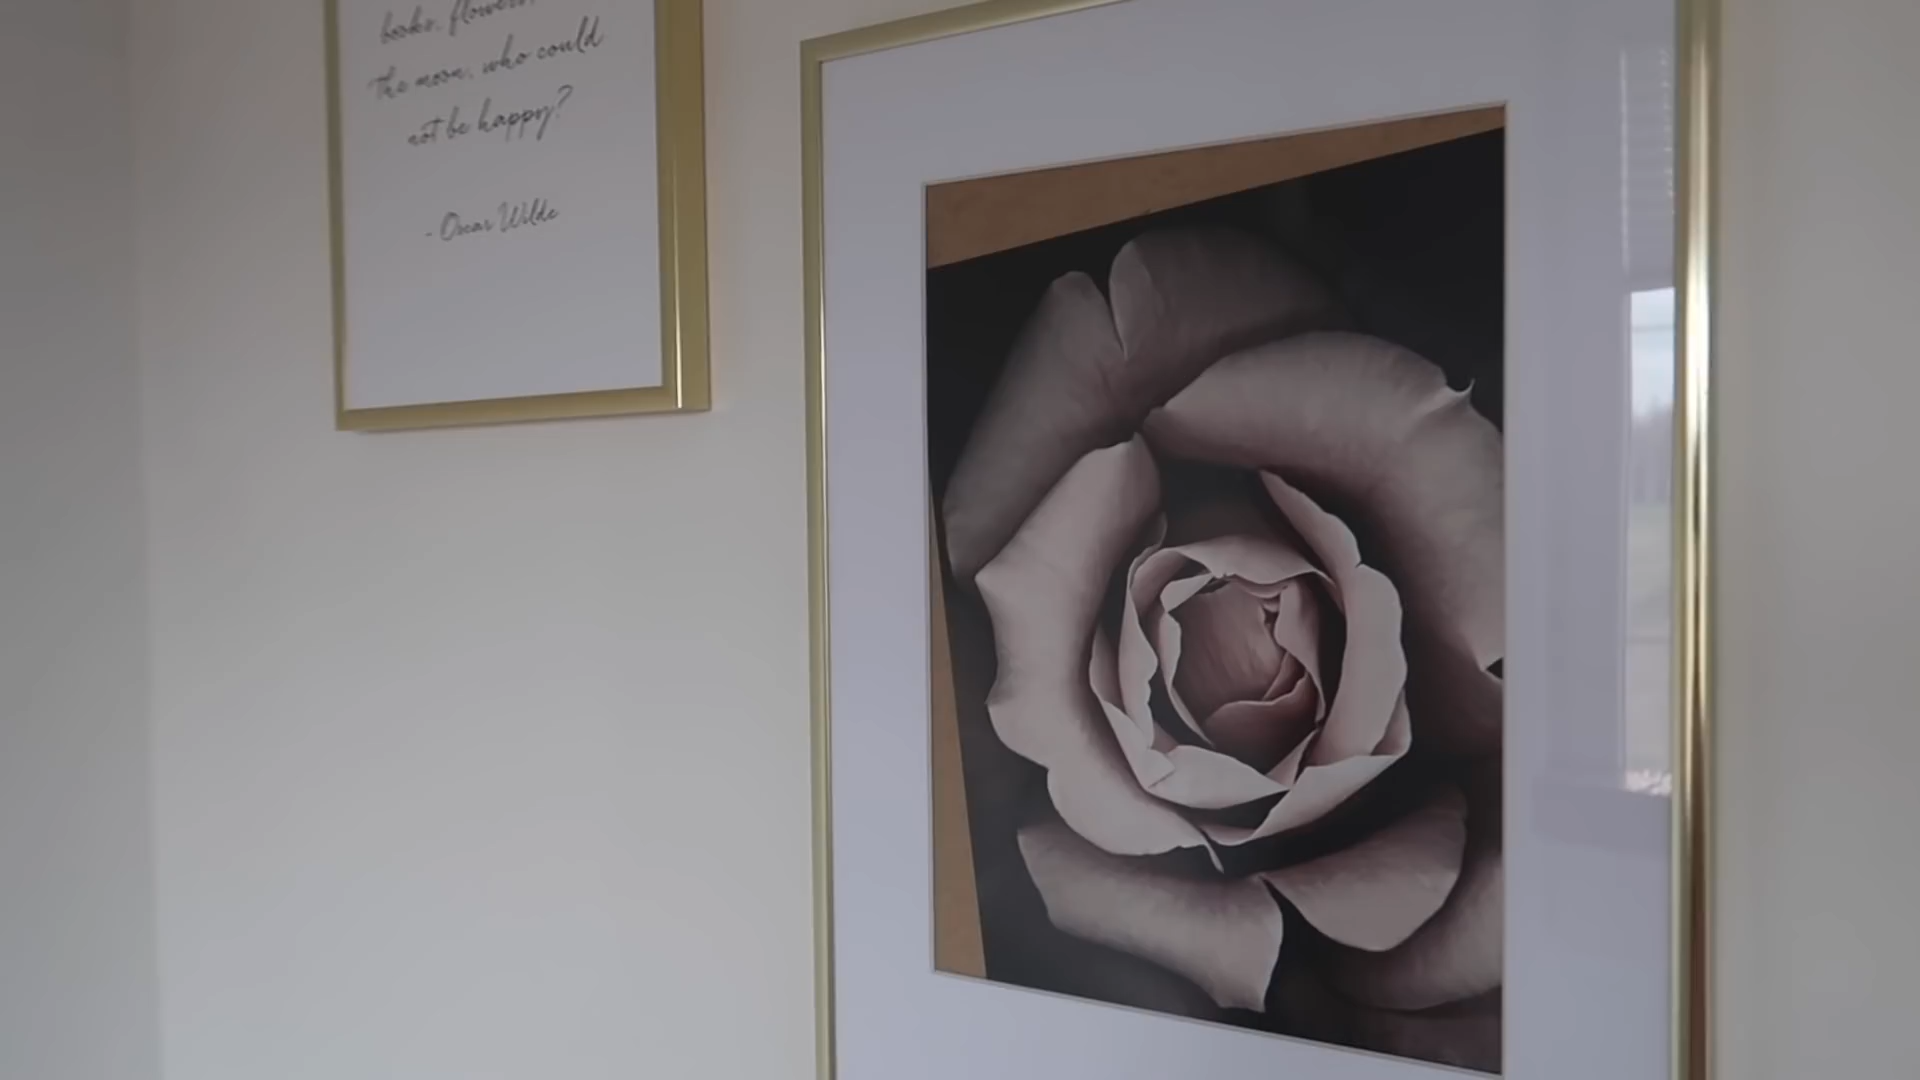 books, flowers,
the moon, who could
not be happy?
- Oscar Wilde